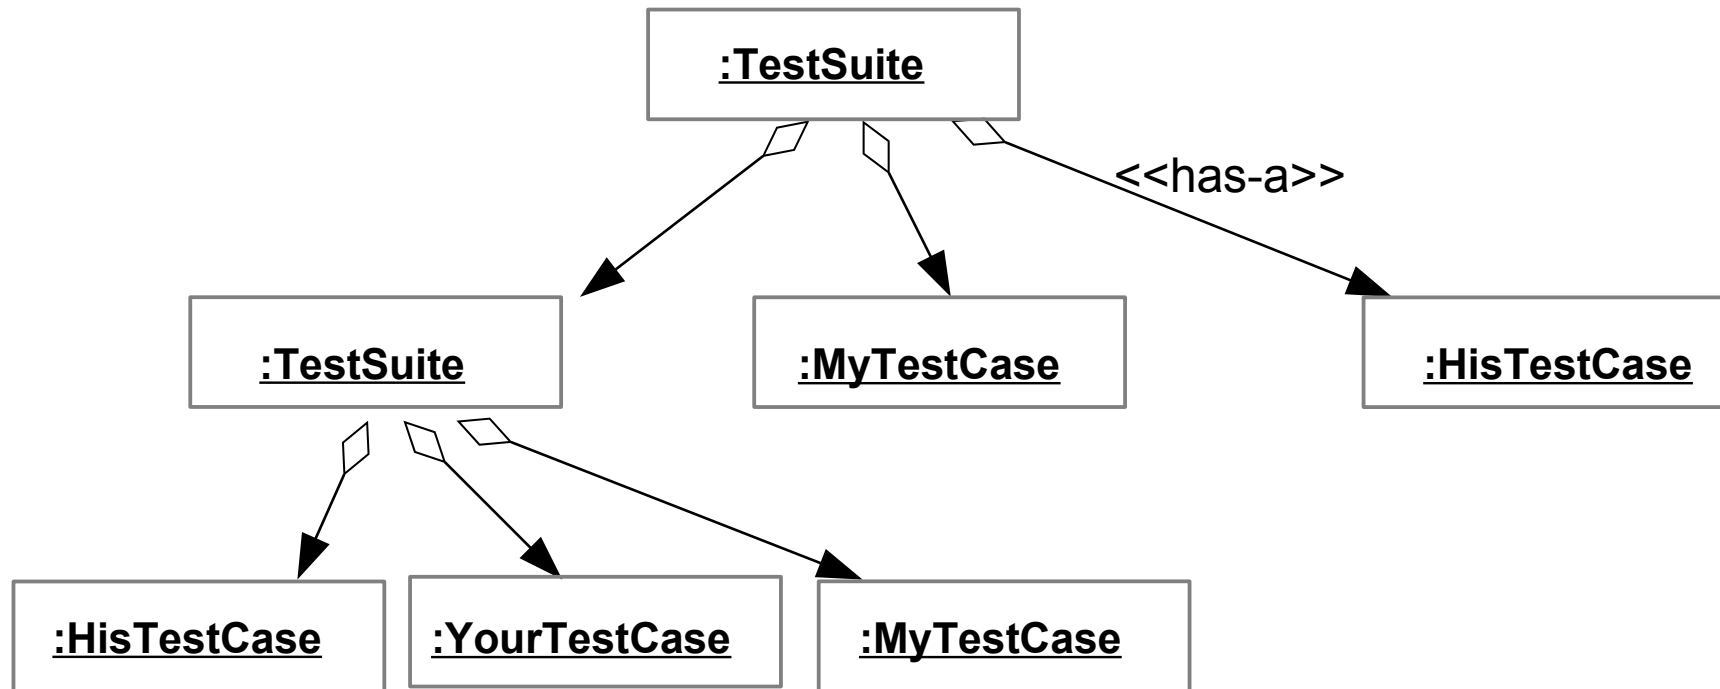 :TestSuite
<<has-a>>
:TestSuite
:MyTestCase
:HisTestCase
:HisTestCase
:YourTestCase
:MyTestCase